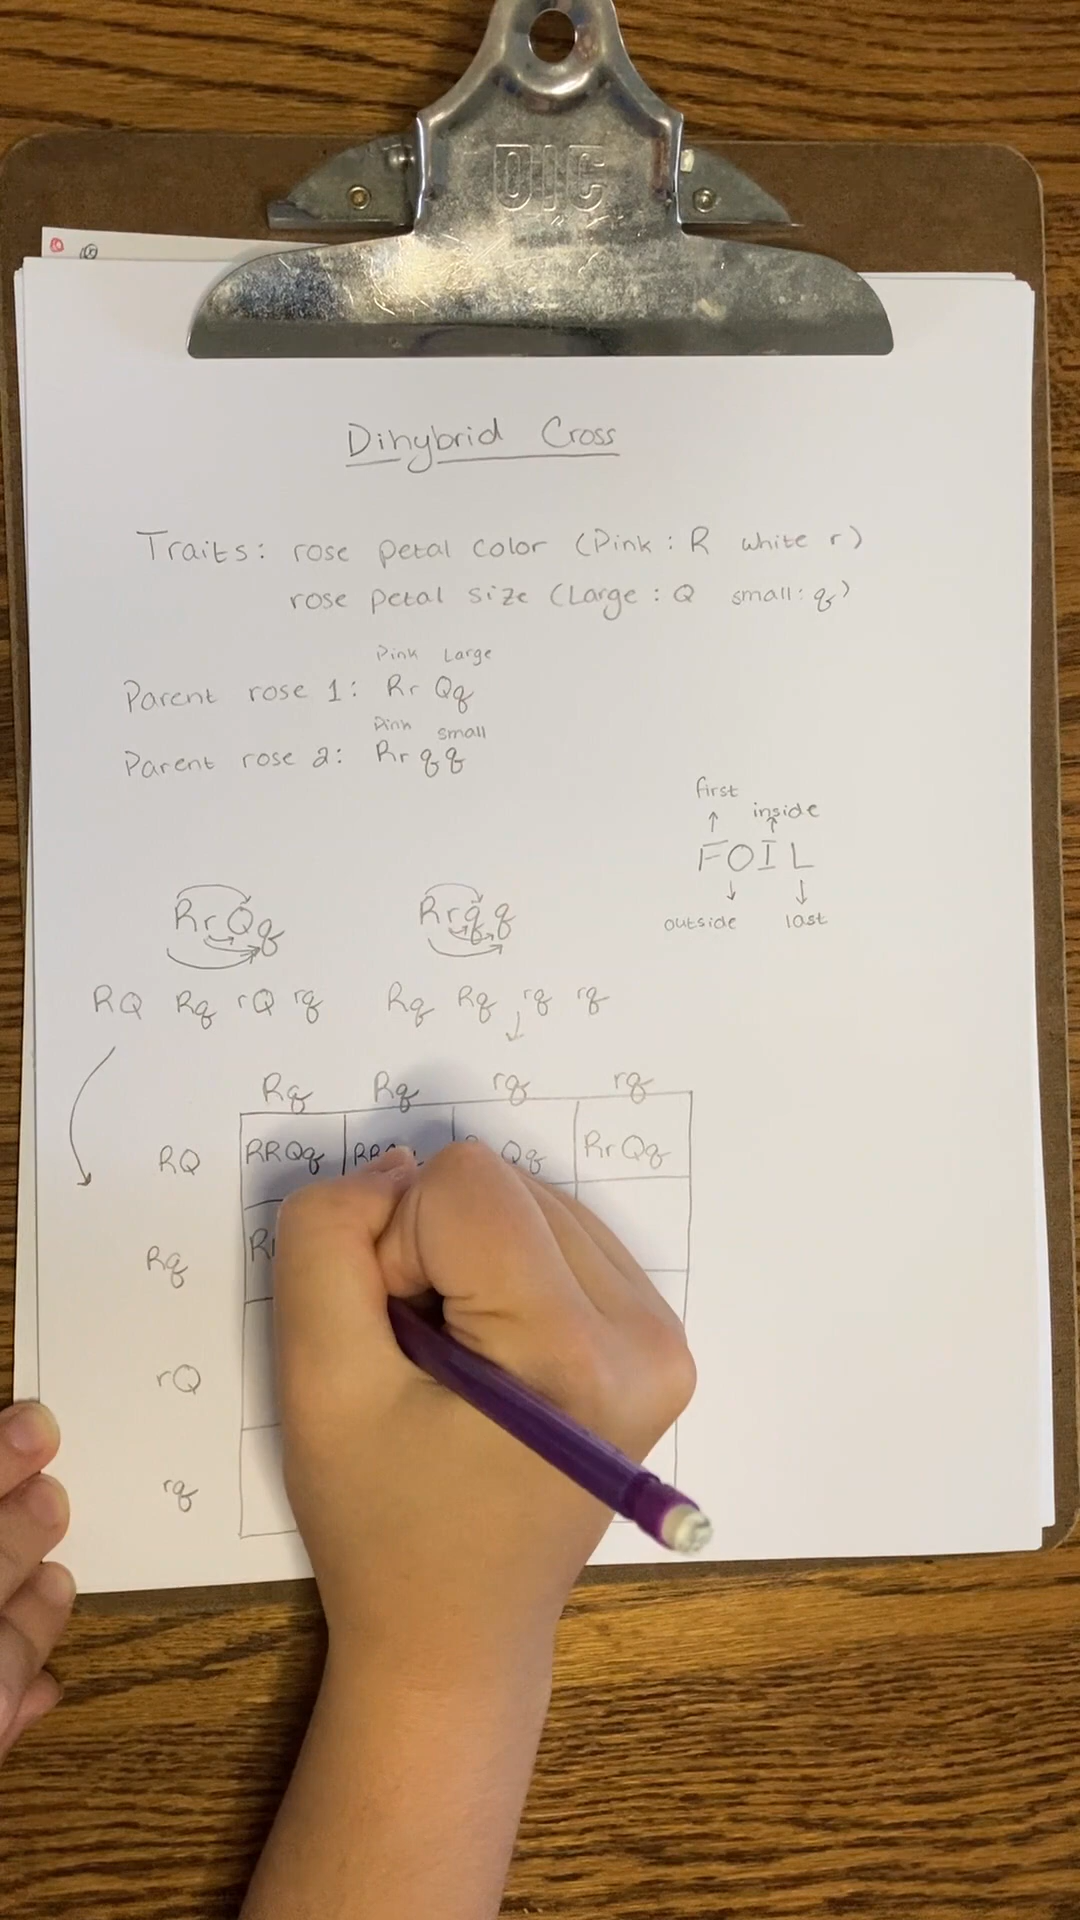 DIC
Dihybrid Cross
Traits: rose petal color (Pink: R white r)
rose petal size (Large: Q small: q)
Pink Large
Parent rose 1: Rr Qq
Pink small
Parent rose 2: Rr qq
first
inside
FOIL
outside last
RrQq Rrqq
RQ Rq rQ rq Rq Rq rq rq
Rq Rq rq rq
RQ RRQq Qq RrQq
Rq
rQ
rq